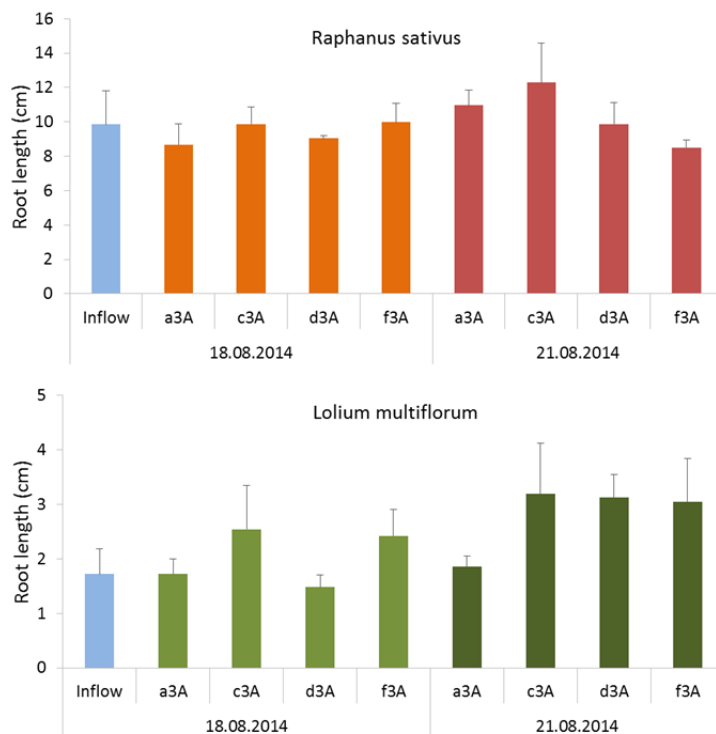 Raphanus sativus
Root length (cm)
16
14
12
10
8
6
4
2
0
Inflow a3A c3A d3A f3A a3A c3A d3A f3A
18.08.2014 21.08.2014
Lolium multiflorum
Root length (cm)
5
4
3
2
1
0
Inflow a3A c3A d3A f3A a3A c3A d3A f3A
18.08.2014 21.08.2014